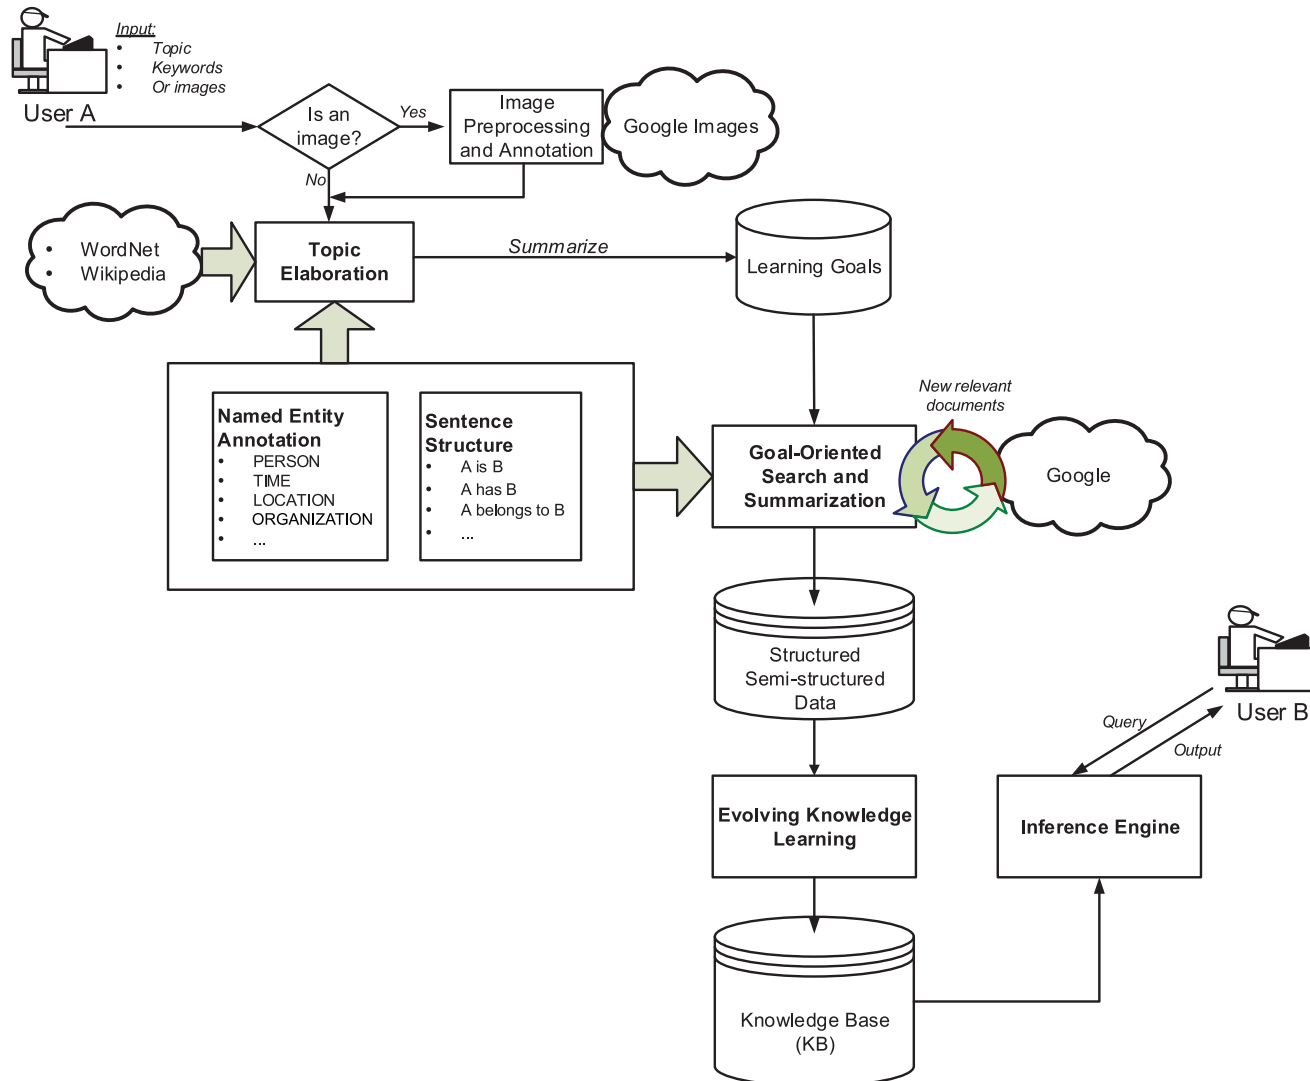 Input:
• Topic
• Keywords
• Or images
User A
Is an
image?
Yes
No
Image
Preprocessing
and Annotation
Google Images
• WordNet
• Wikipedia
Topic
Elaboration
Summarize
Learning Goals
Named Entity
Annotation
• PERSON
• TIME
• LOCATION
• ORGANIZATION
• ...
Sentence
Structure
• A is B
• A has B
• A belongs to B
• ...
Goal-Oriented
Search and
Summarization
New relevant
documents
Google
Structured
Semi-structured
Data
User B
Query
Output
Evolving Knowledge
Learning
Inference Engine
Knowledge Base
(KB)